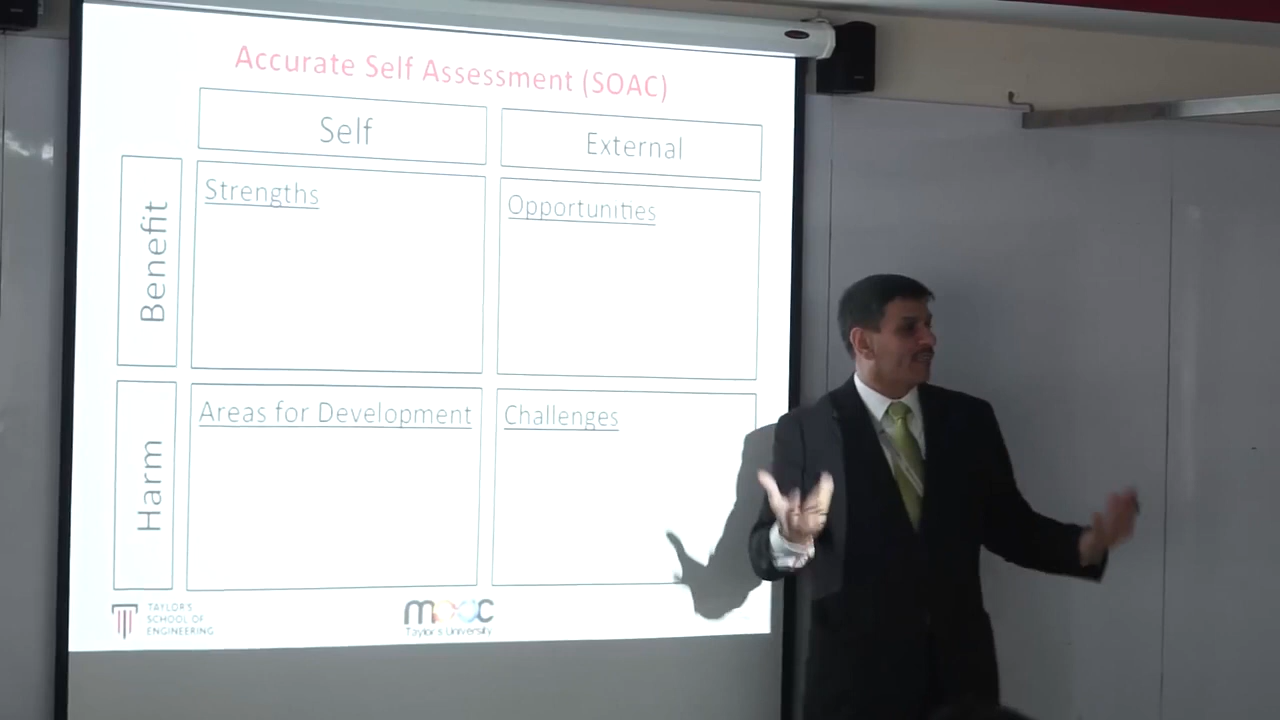 Accurate Self Assessment (SOAC)
Self
External
Benefit
Strengths
Opportunities
Harm
Areas for Development
Challenges
TAYLOR'S
SCHOOL OF
ENGINEERING
mooc
Taylor's University